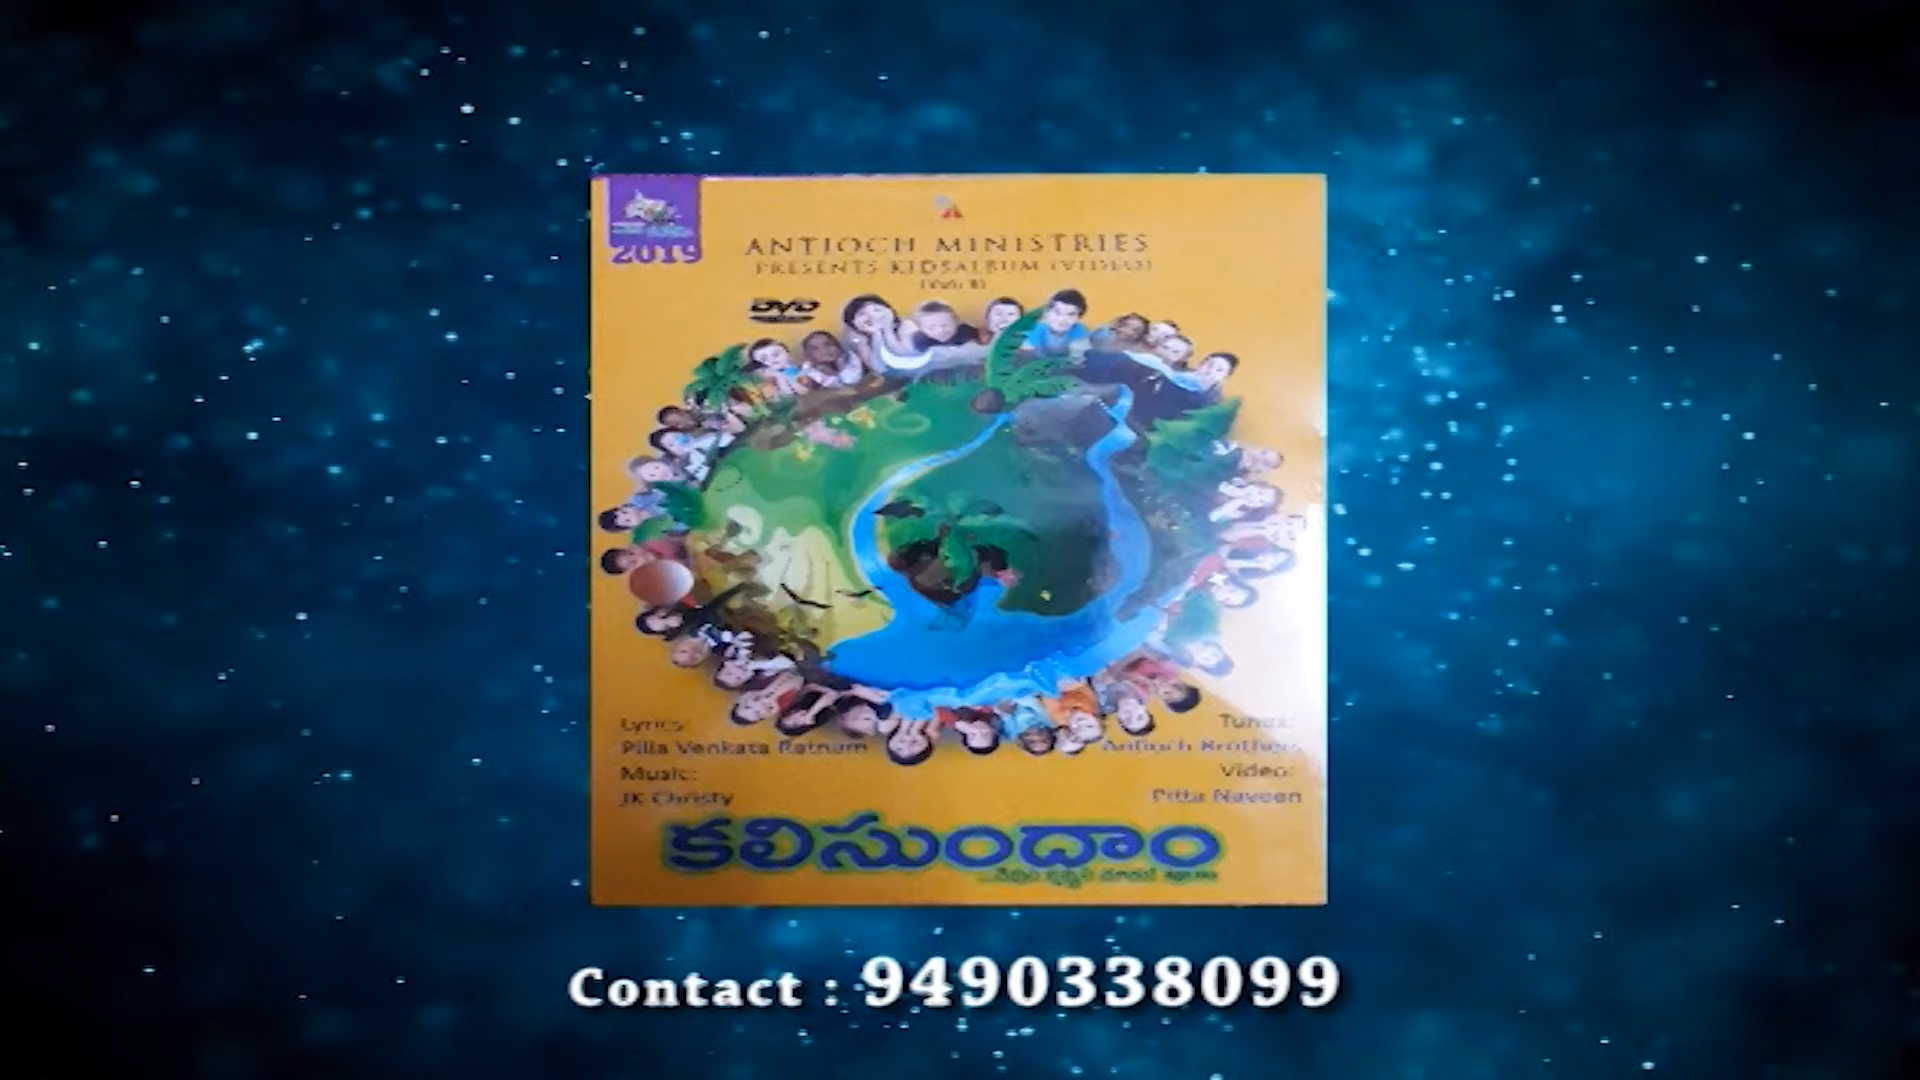 2019
ANTIOCH MINISTRIES
PRESENTS KIDSALBUM (VIDEO)
DVD
Lyrics:
Pilla Venkata Ratnam
Music:
JK Christy
Tunes:
Antioch Brothers
Video:
Pitta Naveen
కలిసుందాం
Contact : 9490338099